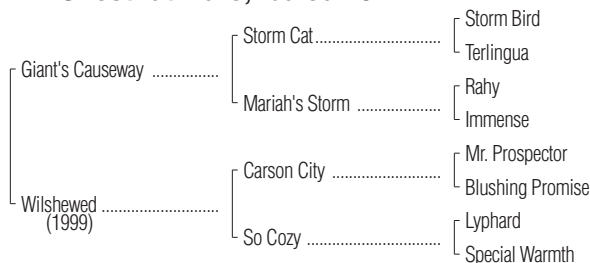 Storm Bird
Storm Cat
Terlingua
Giant's Causeway
Rahy
Mariah's Storm
Immense
Mr. Prospector
Carson City
Blushing Promise
Wilshewed
(1999)
Lyphard
So Cozy
Special Warmth